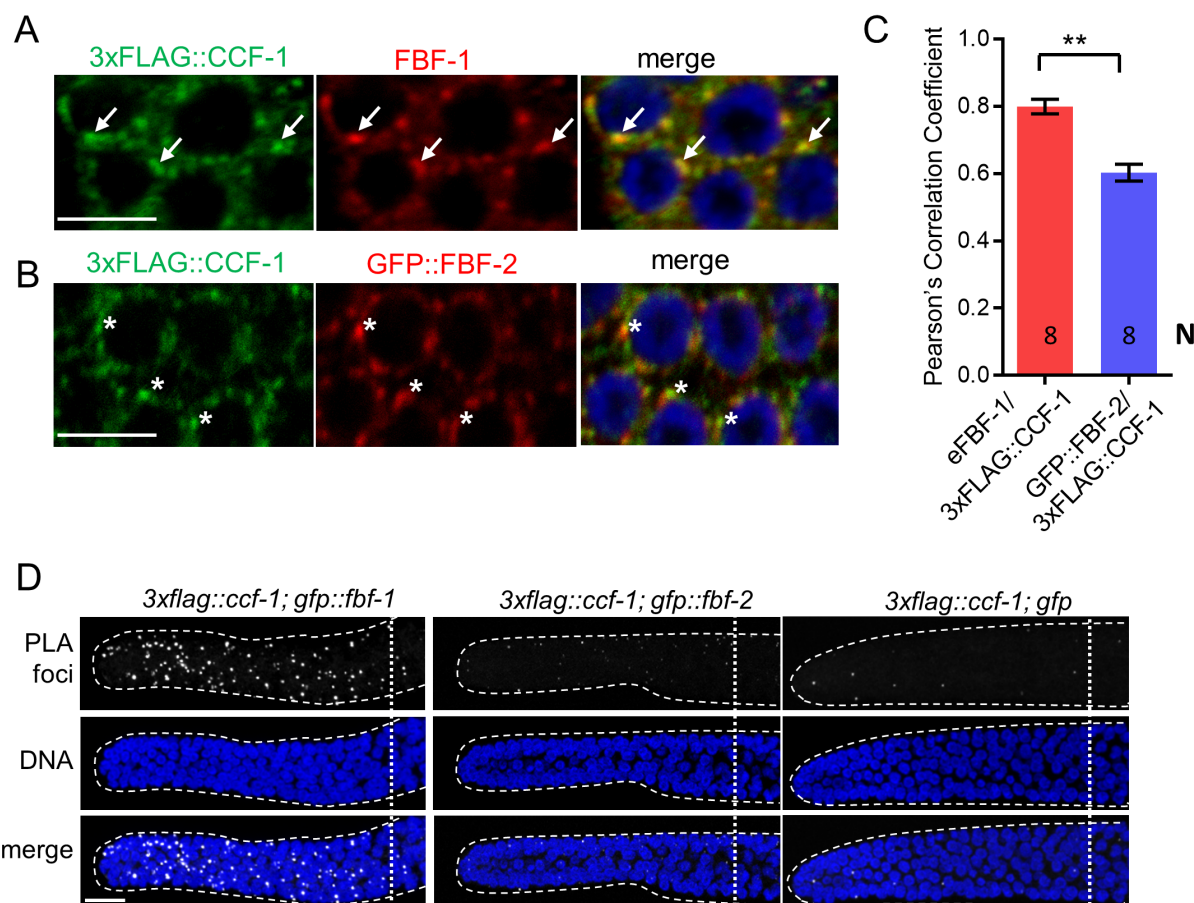 A
3xFLAG::CCF-1
FBF-1
merge
B
3xFLAG::CCF-1
GFP::FBF-2
merge
*
*
*
*
*
*
*
*
*
C
Pearson's Correlation Coefficient
1.0
0.8
0.6
0.4
0.2
0.0
**
8
8
N
eFBF-1/
3xFLAG::CCF-1
GFP::FBF-2/
3xFLAG::CCF-1
D
3xflag::ccf-1; gfp::fbf-1
3xflag::ccf-1; gfp::fbf-2
3xflag::ccf-1; gfp
PLA
foci
DNA
merge